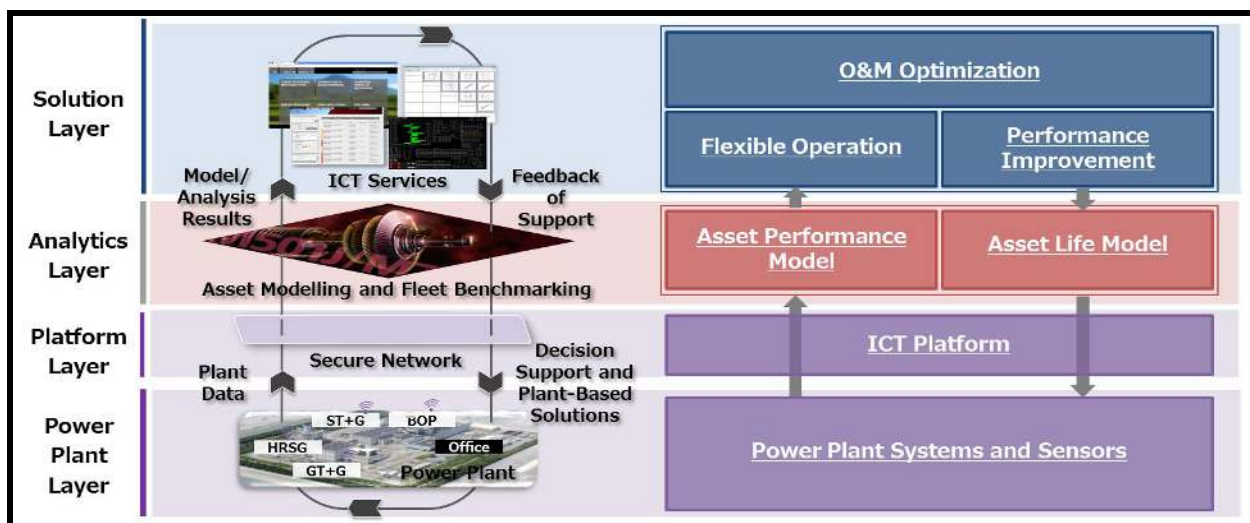 Solution
Layer
ICT Services
Model/
Analysis
Results
Feedback
of
Support
O&M Optimization
Flexible Operation
Performance
Improvement
Analytics
Layer
Asset Modelling and Fleet Benchmarking
Asset Performance
Model
Asset Life Model
Platform
Layer
Secure Network
Plant
Data
Decision
Support and
Plant-Based
Solutions
ICT Platform
Power
Plant
Layer
ST+G
BOP
HRSG
Office
GT+G
Power Plant
Power Plant Systems and Sensors